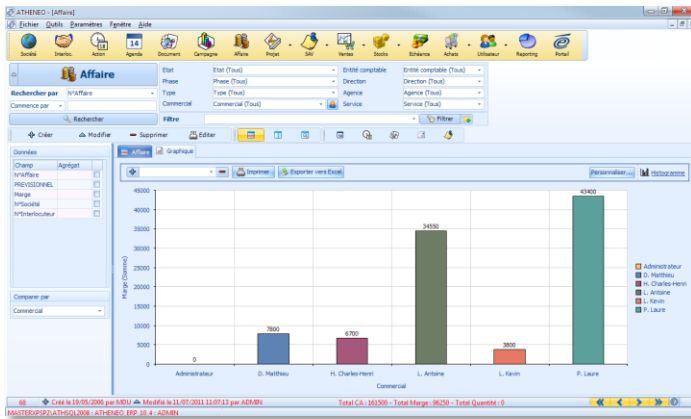 ATHENEO - [Affaire]
Fichier Outils Paramètres Fenêtre Aide
Société Interloc. Action Agenda Document Campagne Affaire Projet SAV Ventes Stocks Echéance Achats Utilisateur Reporting Portail
14
Affaire
Rechercher par N°Affaire
Commence par
Rechercher
Etat Etat (Tous) Entité comptable Entité comptable (Tous)
Phase Phase (Tous) Direction Direction (Tous)
Type Type (Tous) Agence Agence (Tous)
Commercial Commercial (Tous) Service Service (Tous)
Filtre Filtrer
Créer Modifier Supprimer Editer
Données
Champ Agrégat
N°Affaire
PREVISIONNEL
Marge
N°Société
N°Interlocuteur
Comparer par
Commercial
Affaire Graphique
Imprimer Exporter vers Excel Personnaliser... Histogramme
45000
40000
35000
30000
25000
20000
15000
10000
5000
0
Marge (Somme)
0
7800
6700
34550
3800
43400
Administrateur D. Matthieu H. Charles-Henri L. Antoine L. Kevin P. Laure
Commercial
Administrateur
D. Matthieu
H. Charles-Henri
L. Antoine
L. Kevin
P. Laure
68 Créé le 19/05/2006 par MDU Modifié le 11/07/2011 11:07:13 par ADMIN Total CA : 161500 - Total Marge : 96250 - Total Quantité : 0